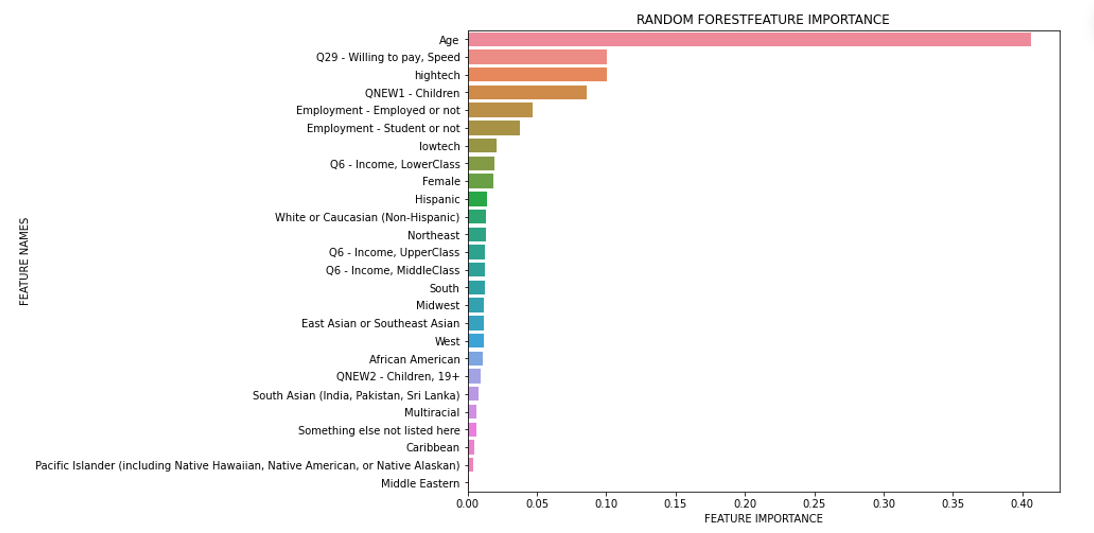 RANDOM FORESTFEATURE IMPORTANCE
Age
Q29 - Willing to pay, Speed
hightech
QNEW1 - Children
Employment - Employed or not
Employment - Student or not
lowtech
Q6 - Income, LowerClass
Female
Hispanic
White or Caucasian (Non-Hispanic)
Northeast
Q6 - Income, UpperClass
Q6 - Income, MiddleClass
South
Midwest
East Asian or Southeast Asian
West
African American
QNEW2 - Children, 19+
South Asian (India, Pakistan, Sri Lanka)
Multiracial
Something else not listed here
Caribbean
Pacific Islander (including Native Hawaiian, Native American, or Native Alaskan)
Middle Eastern
FEATURE NAMES
0.00 0.05 0.10 0.15 0.20 0.25 0.30 0.35 0.40
FEATURE IMPORTANCE